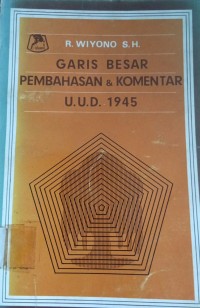 R. WIYONO S.H.
GARIS BESAR
PEMBAHASAN & KOMENTAR
U.U.D. 1945